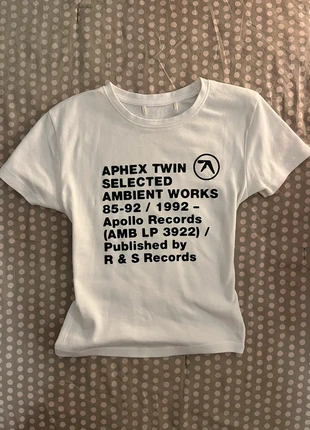 APHEX TWIN
SELECTED
AMBIENT WORKS
85-92 / 1992 –
Apollo Records
(AMB LP 3922) /
Published by
R & S Records